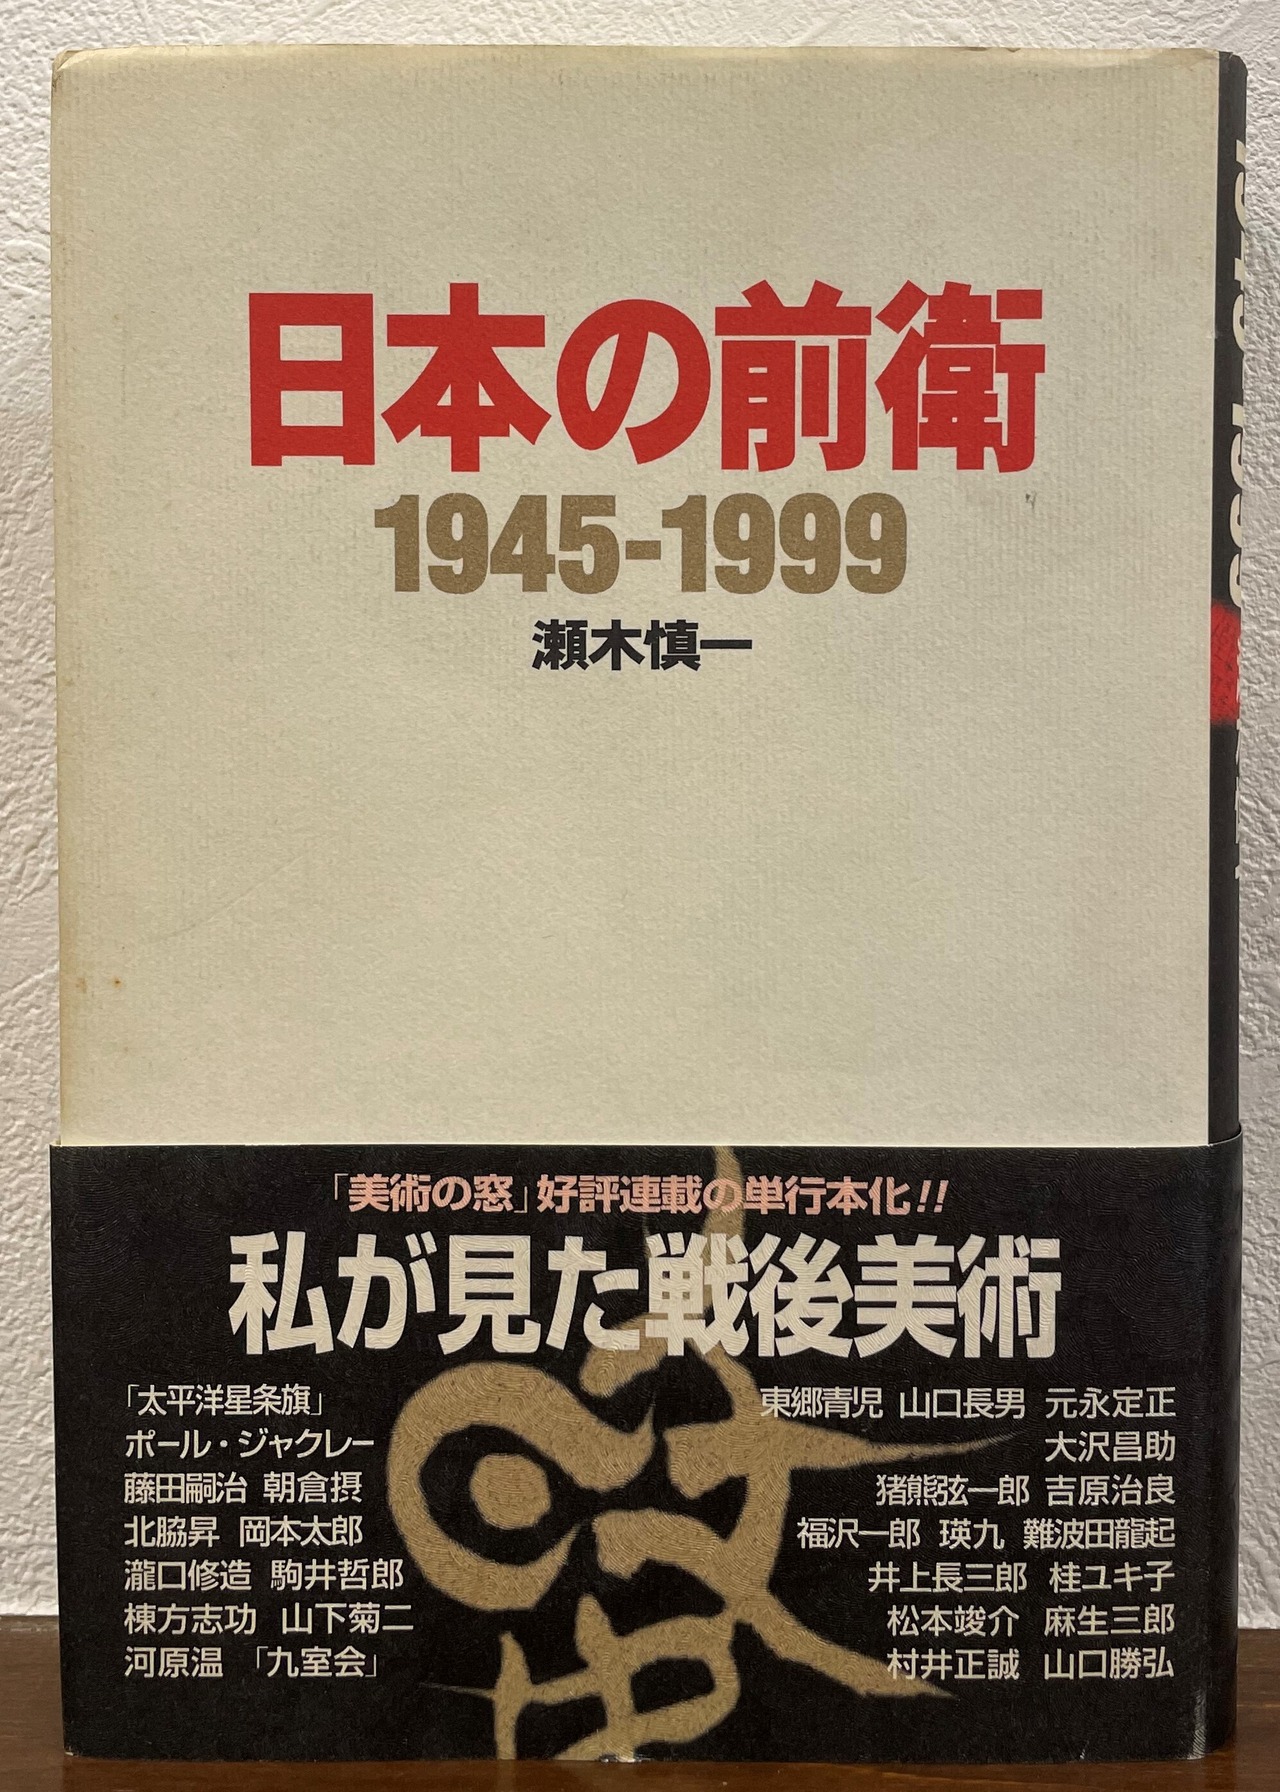 日本の前衛
1945-1999
瀬木慎一
「美術の窓」好評連載の単行本化!!
私が見た戦後美術
「太平洋星条旗」
ポール・ジャクレー
藤田嗣治 朝倉摂
北脇昇 岡本太郎
瀧口修造 駒井哲郎
棟方志功 山下菊二
河原温 「九室会」
東郷青児 山口長男 元永定正
大沢昌助
猪熊弦一郎 吉原治良
福沢一郎 瑛九 難波田龍起
井上長三郎 桂ユキ子
松本竣介 麻生三郎
村井正誠 山口勝弘